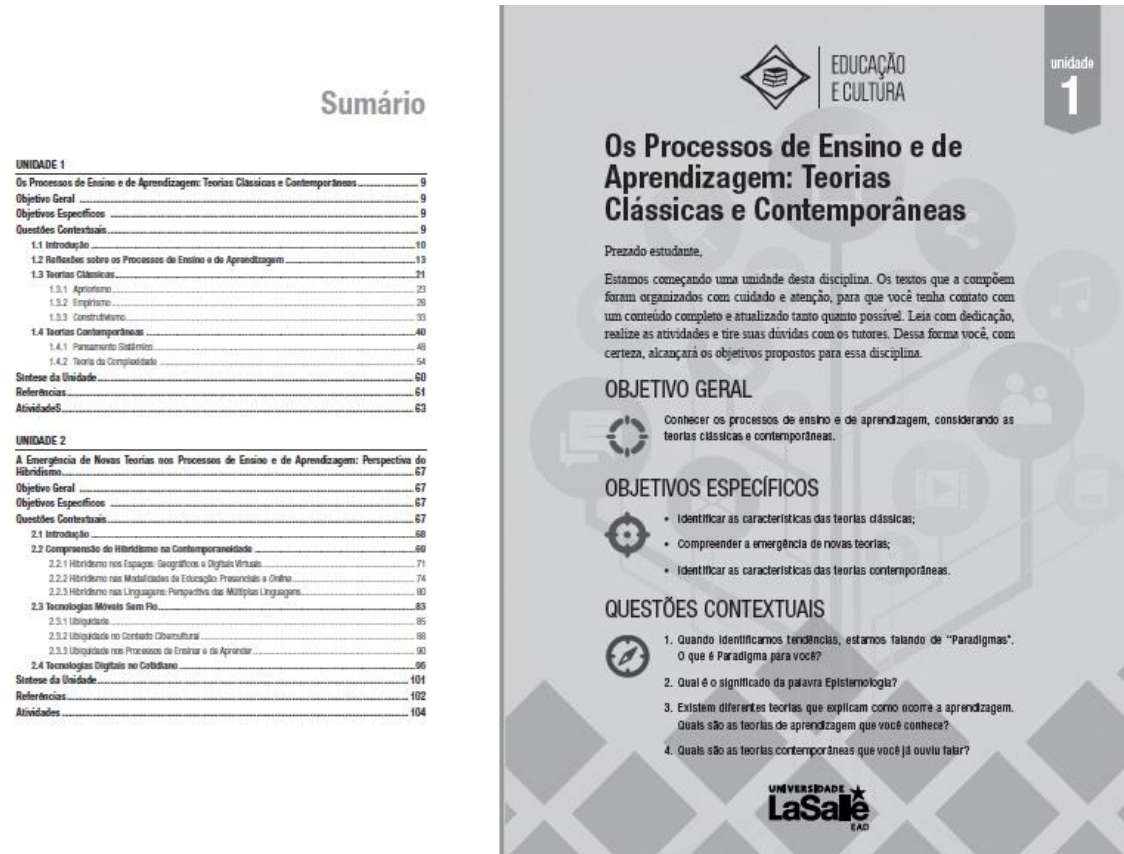 Sumário
UNIDADE 1
Os Processos de Ensino e de Aprendizagem: Teorias Clássicas e Contemporâneas 9
Objetivo Geral 9
Objetivos Específicos 9
Questões Contextuais 9
1.1 Introdução 10
1.2 Reflexões sobre os Processos de Ensino e de Aprendizagem 13
1.3 Teorias Clássicas 21
1.3.1 Apriorismo 23
1.3.2 Empirismo 28
1.3.3 Construtivismo 33
1.4 Teorias Contemporâneas 40
1.4.1 Pensamento Sistêmico 48
1.4.2 Teoria da Complexidade 54
Síntese da Unidade 60
Referências 61
AtividadeS 63
UNIDADE 2
A Emergência de Novas Teorias nos Processos de Ensino e de Aprendizagem: Perspectiva do
Hibridismo 67
Objetivo Geral 67
Objetivos Específicos 67
Questões Contextuais 67
2.1 Introdução 68
2.2 Compreensão do Hibridismo na Contemporaneidade 69
2.2.1 Hibridismo nos Espaços: Geográficos e Digitais Virtuais 71
2.2.2 Hibridismo nas Modalidades de Educação: Presenciais e Online 74
2.2.3 Hibridismo nas Linguagens: Perspectiva das Múltiplas Linguagens 80
2.3 Tecnologias Móveis Sem Fio 83
2.3.1 Ubiquidade 85
2.3.2 Ubiquidade no Contexto Cibercultural 88
2.3.3 Ubiquidade nos Processos de Ensinar e de Aprender 90
2.4 Tecnologias Digitais no Cotidiano 96
Síntese da Unidade 101
Referências 102
Atividades 104
EDUCAÇÃO
E CULTURA
unidade
1
Os Processos de Ensino e de
Aprendizagem: Teorias
Clássicas e Contemporâneas
Prezado estudante,
Estamos começando uma unidade desta disciplina. Os textos que a compõem
foram organizados com cuidado e atenção, para que você tenha contato com
um conteúdo completo e atualizado tanto quanto possível. Leia com dedicação,
realize as atividades e tire suas dúvidas com os tutores. Dessa forma você, com
certeza, alcançará os objetivos propostos para essa disciplina.
OBJETIVO GERAL
Conhecer os processos de ensino e de aprendizagem, considerando as
teorias clássicas e contemporâneas.
OBJETIVOS ESPECÍFICOS
• Identificar as características das teorias clássicas;
• Compreender a emergência de novas teorias;
• Identificar as características das teorias contemporâneas.
QUESTÕES CONTEXTUAIS
1. Quando identificamos tendências, estamos falando de "Paradigmas".
O que é Paradigma para você?
2. Qual é o significado da palavra Epistemologia?
3. Existem diferentes teorias que explicam como ocorre a aprendizagem.
Quais são as teorias de aprendizagem que você conhece?
4. Quais são as teorias contemporâneas que você já ouviu falar?
UNIVERSIDADE
LaSalle
EAD